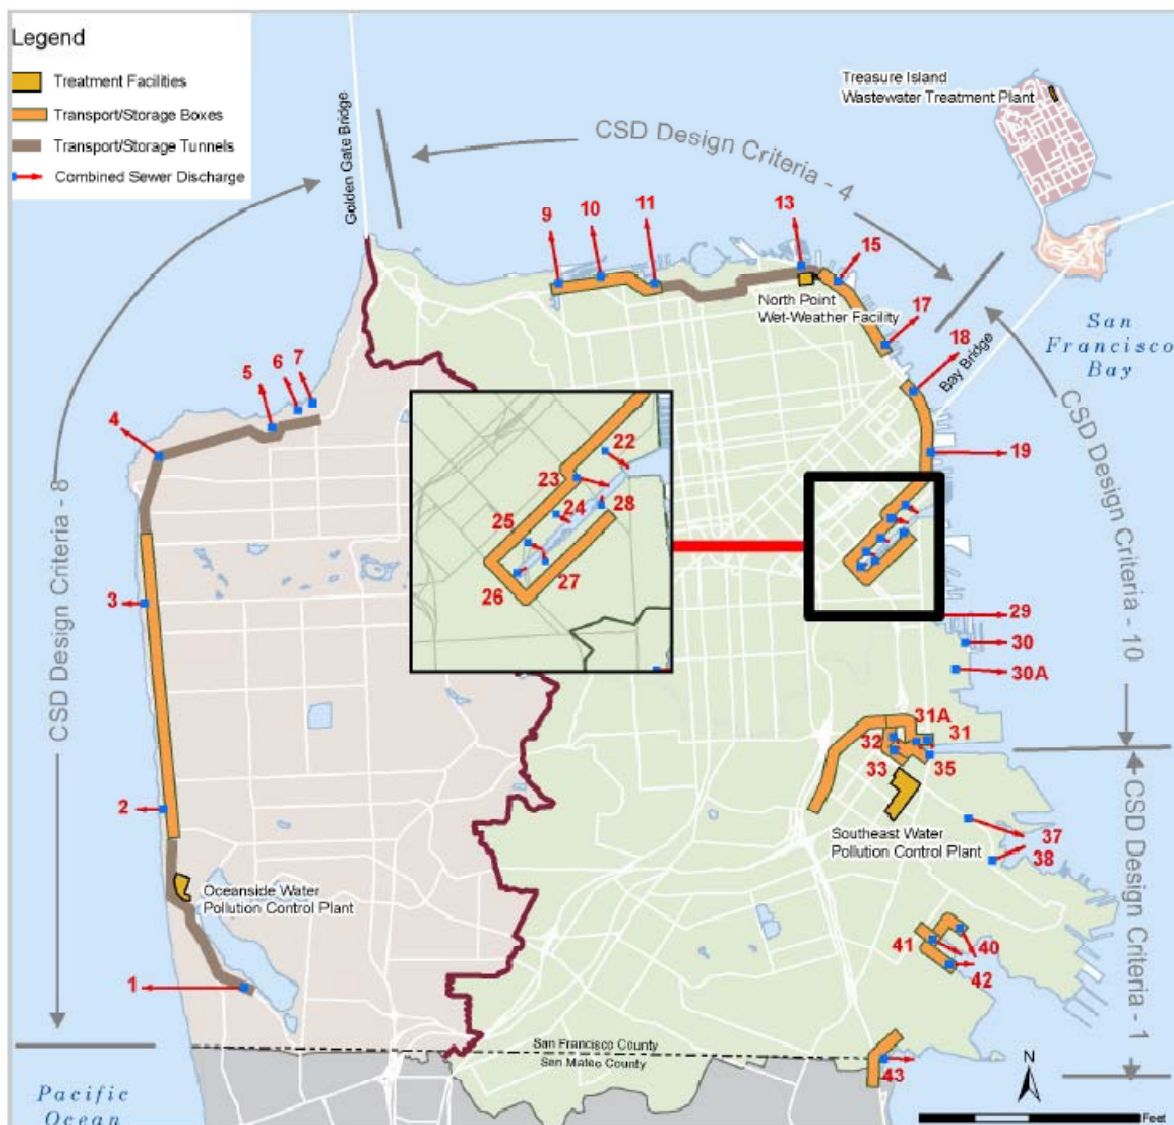 Legend
Treatment Facilities
Transport/Storage Boxes
Transport/Storage Tunnels
Combined Sewer Discharge
Golden Gate Bridge
CSD Design Criteria - 4
Treasure Island
Wastewater Treatment Plant
9
10
11
13
15
North Point
Wet-Weather Facility
17
18
Bay Bridge
San
Francisco
Bay
7
6
5
4
CSD Design Criteria - 8
3
2
1
19
22
23
24
28
25
26
27
CSD Design Criteria - 10
29
30
30A
31A
31
32
33
35
Southeast Water
Pollution Control Plant
37
38
CSD Design Criteria - 1
41
40
42
43
Oceanside Water
Pollution Control Plant
San Francisco County
San Mateo County
Pacific
Ocean
N
Feet